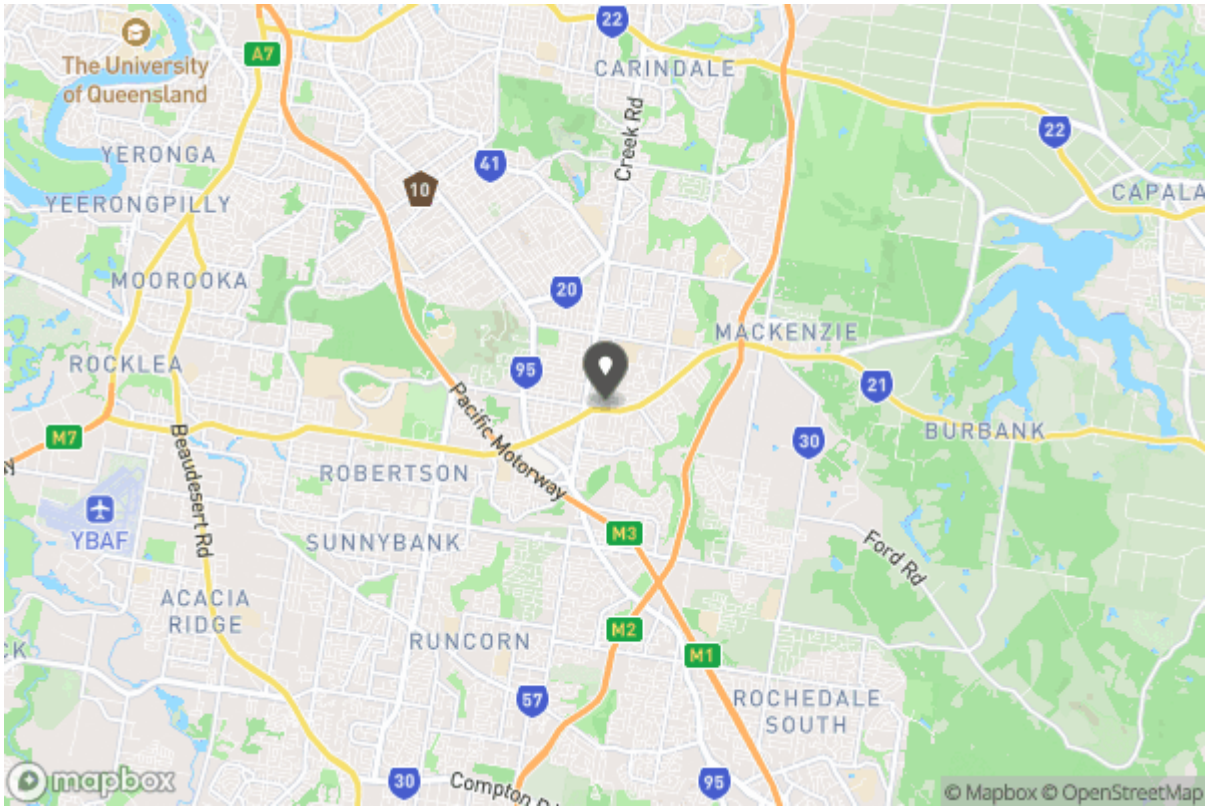 22
The University
of Queensland
A7
CARINDALE
Creek Rd
22
YERONGA
41
10
CAPALA
YEERONGPILLY
MOOROOKA
20
MACKENZIE
ROCKLEA
95
21
Pacific Motorway
M7
BURBANK
30
Beaudesert Rd
ROBERTSON
YBAF
M3
SUNNYBANK
Ford Rd
ACACIA
RIDGE
M2
RUNCORN
CK
M1
57
ROCHEDALE
SOUTH
30
Compton
95
mapbox
© Mapbox © OpenStreetMap